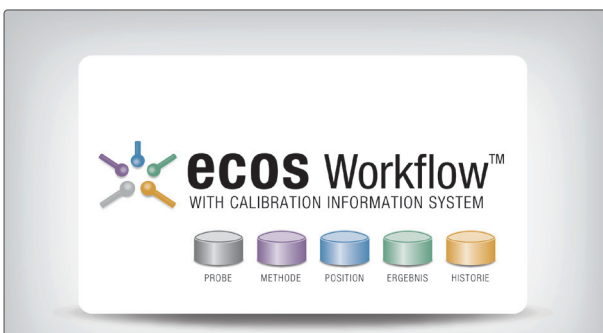 ecos Workflow™
WITH CALIBRATION INFORMATION SYSTEM
PROBE METHODE POSITION ERGEBNIS HISTORIE